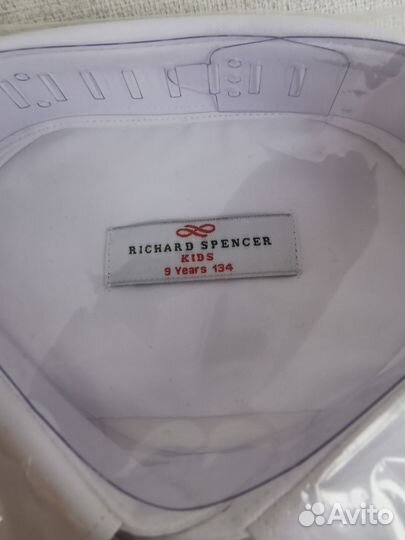 RICHARD SPENCER
KIDS
9 Years 134
Avito